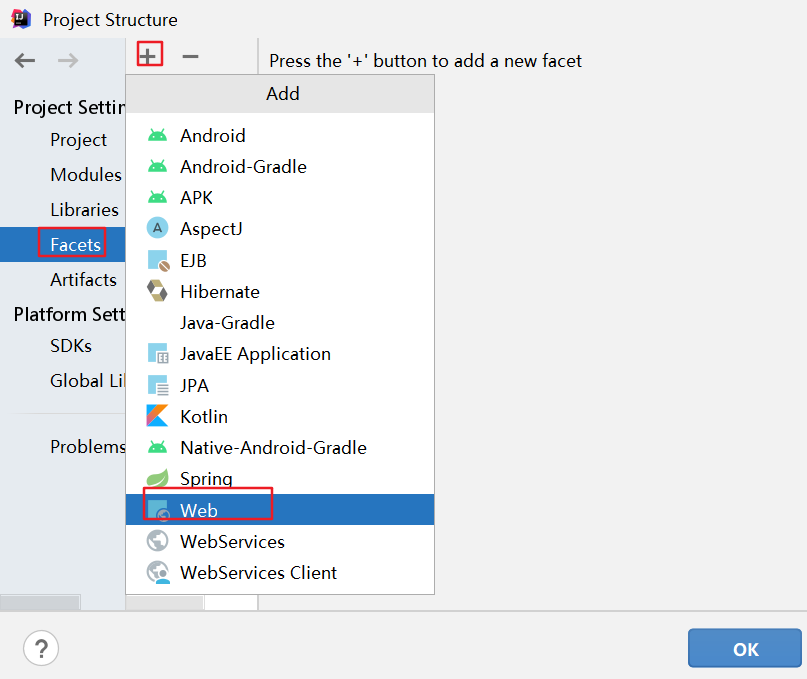 Project Structure
Press the '+' button to add a new facet
Add
Project Settin
Project
Modules
Libraries
Facets
Artifacts
Platform Sett
SDKs
Global Lil
Problems
Android
Android-Gradle
APK
A
AspectJ
EJB
Hibernate
Java-Gradle
EE
JavaEE Application
JPA
Kotlin
Native-Android-Gradle
Spring
Web
WebServices
WebServices Client
?
OK